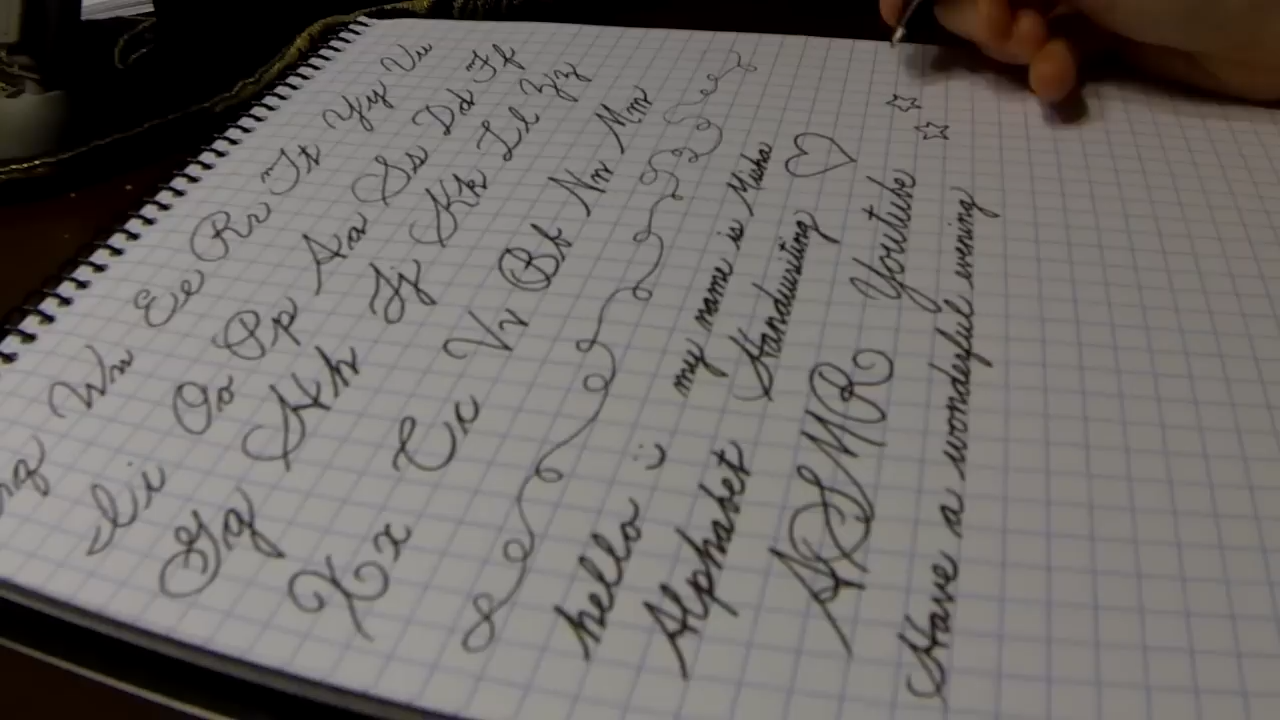 Ww Ee Rr Tt Yy Uu
Ii Oo Pp Aa Ss Dd Ff
Gg Hh Jj Kk Ll Zz
Xx Cc Vv Bb Nn Mm
hello :) my name is Misha
Alphabet Handwriting ♡
ASMR Youtube ☆☆
Have a wonderful evening